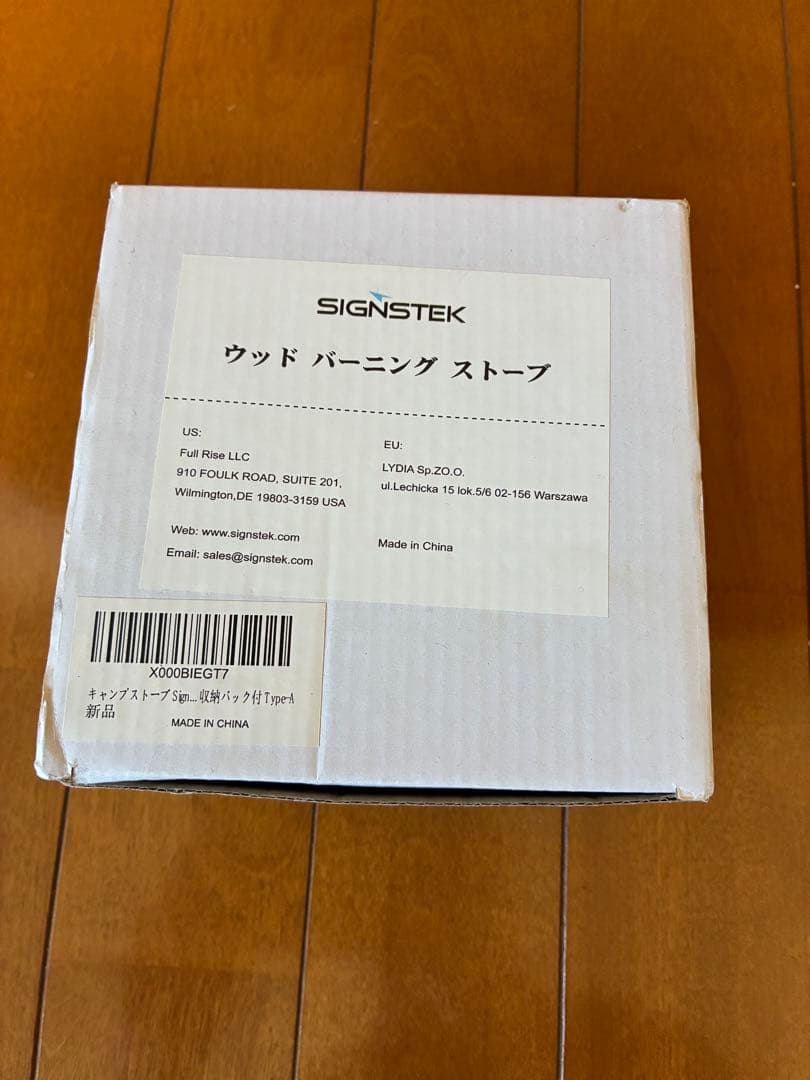 SIGNSTEK
ウッド バーニング ストーブ
US:
Full Rise LLC
910 FOULK ROAD, SUITE 201,
Wilmington,DE 19803-3159 USA
Web: www.signstek.com
Email: sales@signstek.com
EU:
LYDIA Sp.ZO.O.
ul.Lechicka 15 lok.5/6 02-156 Warszawa
Made in China
X000BIEGT7
キャンプストーブ Sign...収納パック付 Type-A
新品
MADE IN CHINA